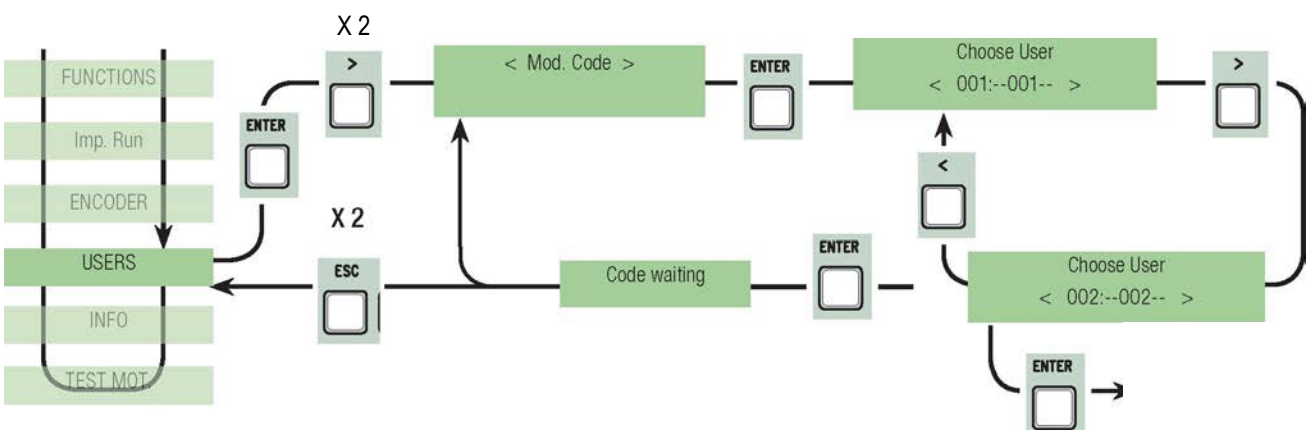 X 2
FUNCTIONS
Imp. Run
ENCODER
USERS
INFO
TEST MOT.
ENTER
>
< Mod. Code >
ENTER
Choose User
< 001:--001-- >
>
<
Choose User
< 002:--002-- >
ENTER
ENTER
Code waiting
X 2
ESC